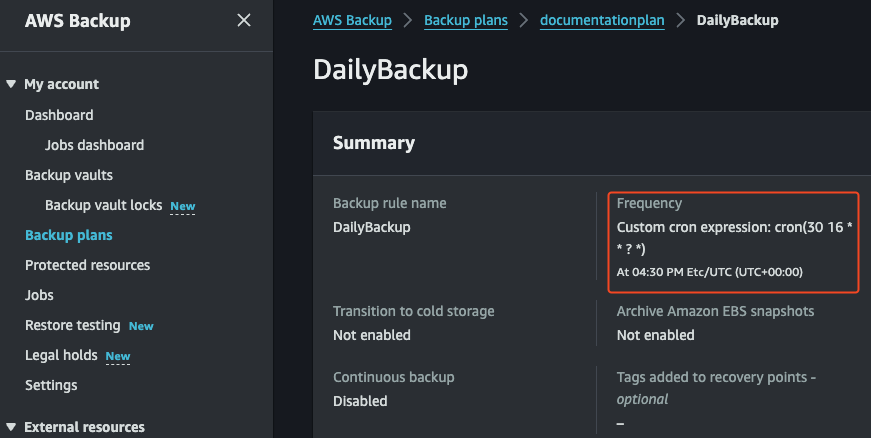 AWS Backup
My account
Dashboard
Jobs dashboard
Backup vaults
Backup vault locks New
Backup plans
Protected resources
Jobs
Restore testing New
Legal holds New
Settings
External resources
AWS Backup > Backup plans > documentationplan > DailyBackup
DailyBackup
Summary
Backup rule name
DailyBackup
Frequency
Custom cron expression: cron(30 16 *
* ? *)
At 04:30 PM Etc/UTC (UTC+00:00)
Transition to cold storage
Not enabled
Archive Amazon EBS snapshots
Not enabled
Continuous backup
Disabled
Tags added to recovery points -
optional
–